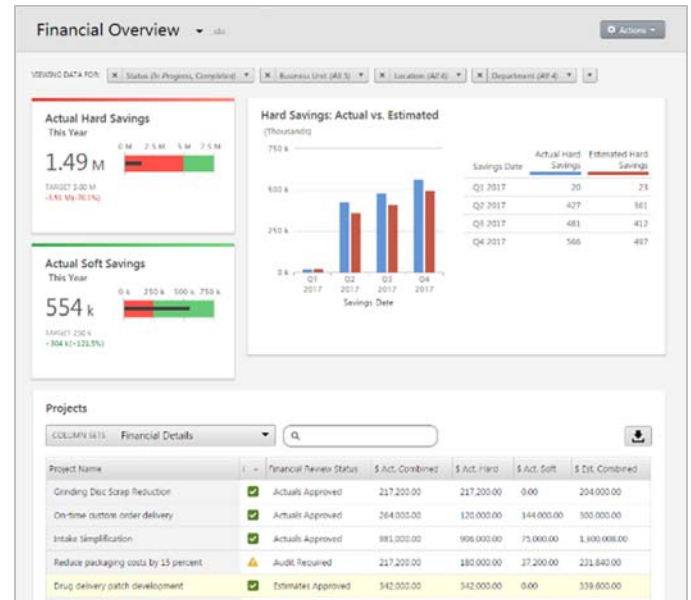 Financial Overview
Actions
VIEWING DATA FOR: Status (In Progress, Completed) Business Unit (All 5) Location (All 6) Department (All 4)
Actual Hard Savings
This Year
0 M 2.5 M 5 M 7.5 M
1.49 M
TARGET 5.00 M
Actual Soft Savings
This Year
0 k 250 k 500 k 750 k
554 k
TARGET 250 k
Hard Savings: Actual vs. Estimated
(Thousands)
750 k
500 k
250 k
0 k
Q1 2017
Q2 2017
Q3 2017
Q4 2017
Savings Date
Savings Date Actual Hard Savings Estimated Hard Savings
Q1 2017 20 23
Q2 2017 427
Q3 2017 481 412
Q4 2017 566 497
Projects
COLUMN SETS Financial Details
Project Name Financial Review Status $ Act. Combined $ Act. Hard $ Act. Soft $ Est. Combined
Grinding Disc Scrap Reduction Actuals Approved 217,200.00 217,200.00 0.00 204,000.00
On-time custom order delivery Actuals Approved 264,000.00 120,000.00 144,000.00 300,000.00
Intake Simplification Actuals Approved 981,000.00 906,000.00 75,000.00
Reduce packaging costs by 15 percent Audit Required 217,200.00 180,000.00 37,200.00 231,840.00
Drug delivery patch development Estimates Approved 342,000.00 342,000.00 0.00 339,600.00